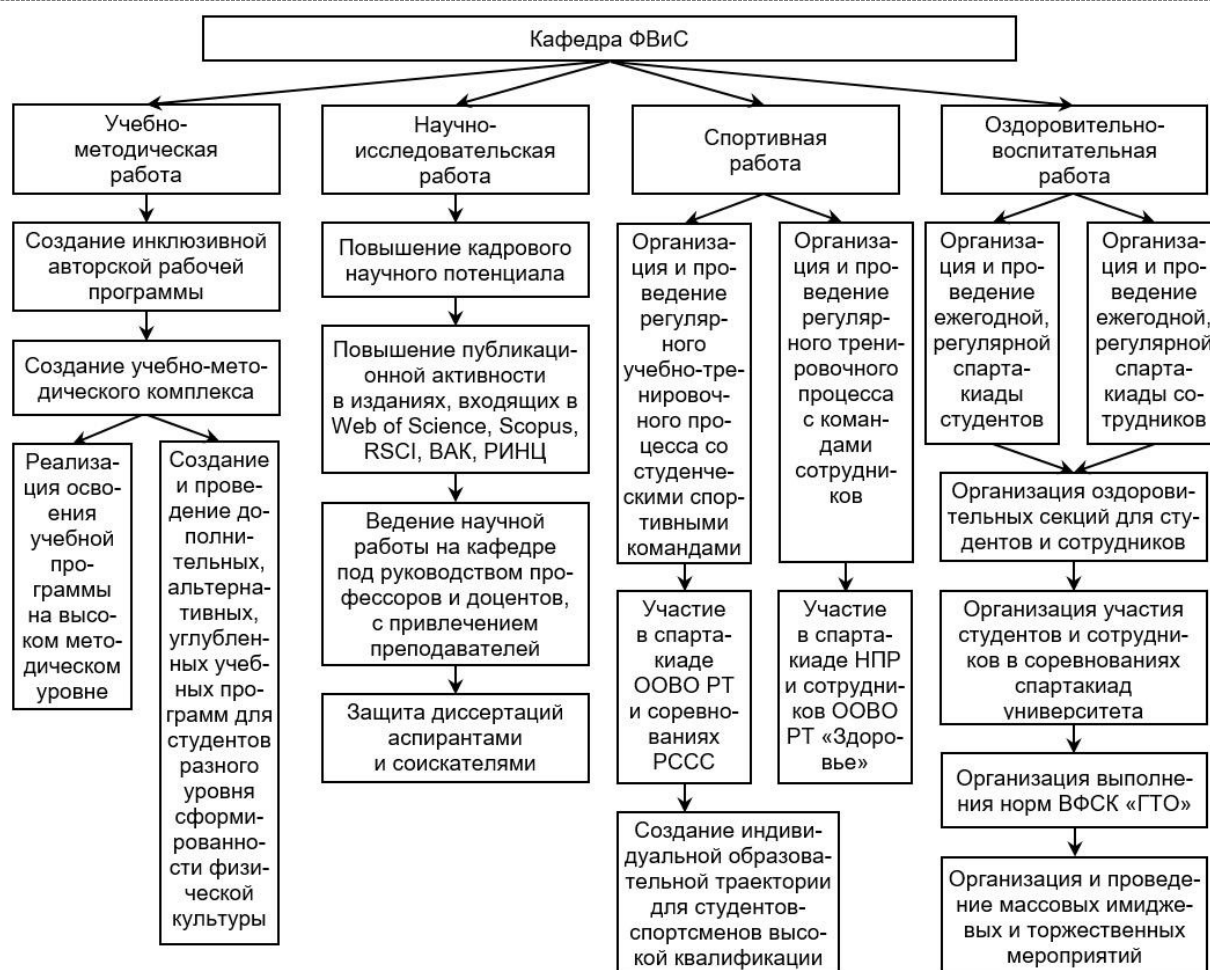 Кафедра ФВиС
Учебно-
методическая
работа
Создание инклюзивной
авторской рабочей
программы
Создание учебно-мето-
дического комплекса
Реализа-
ция осво-
ения
учебной
про-
граммы
на высо-
ком мето-
дическом
уровне
Создание
и прове-
дение до-
полни-
тельных,
альтер-
нативных,
углублен-
ных учеб-
ных про-
грамм для
студентов
разного
уровня
сформи-
рованно-
сти физи-
ческой
культуры
Научно-
исследовательская
работа
Повышение кадрового
научного потенциала
Повышение публикаци-
онной активности
в изданиях, входящих в
Web of Science, Scopus,
RSCI, ВАК, РИНЦ
Ведение научной
работы на кафедре
под руководством про-
фессоров и доцентов,
с привлечением
преподавателей
Защита диссертаций
аспирантами
и соискателями
Спортивная
работа
Организа-
ция и про-
ведение
регуляр-
ного
учебно-тре-
нировоч-
ного про-
цесса со
студенче-
скими спор-
тивными
командами
Участие
в спарта-
киаде
ООВО РТ
и соревно-
ваниях
РССС
Создание индиви-
дуальной образова-
тельной траектории
для студентов-
спортсменов высо-
кой квалификации
Организа-
ция и про-
ведение
регуляр-
ного трени-
ровочного
процесса
с коман-
дами
сотрудни-
ков
Участие
в спарта-
киаде НПР
и сотрудни-
ков ООВО
РТ «Здоро-
вье»
Оздоровительно-
воспитательная
работа
Организа-
ция и про-
ведение
ежегодной,
регулярной
спарта-
киады
студентов
Организа-
ция и про-
ведение
ежегодной,
регулярной
спарта-
киады со-
трудников
Организация оздорови-
тельных секций для сту-
дентов и сотрудников
Организация участия
студентов и сотрудни-
ков в соревнованиях
спартакиад
университета
Организация выполне-
ния норм ВФСК «ГТО»
Организация и проведе-
ние массовых имидже-
вых и торжественных
мероприятий